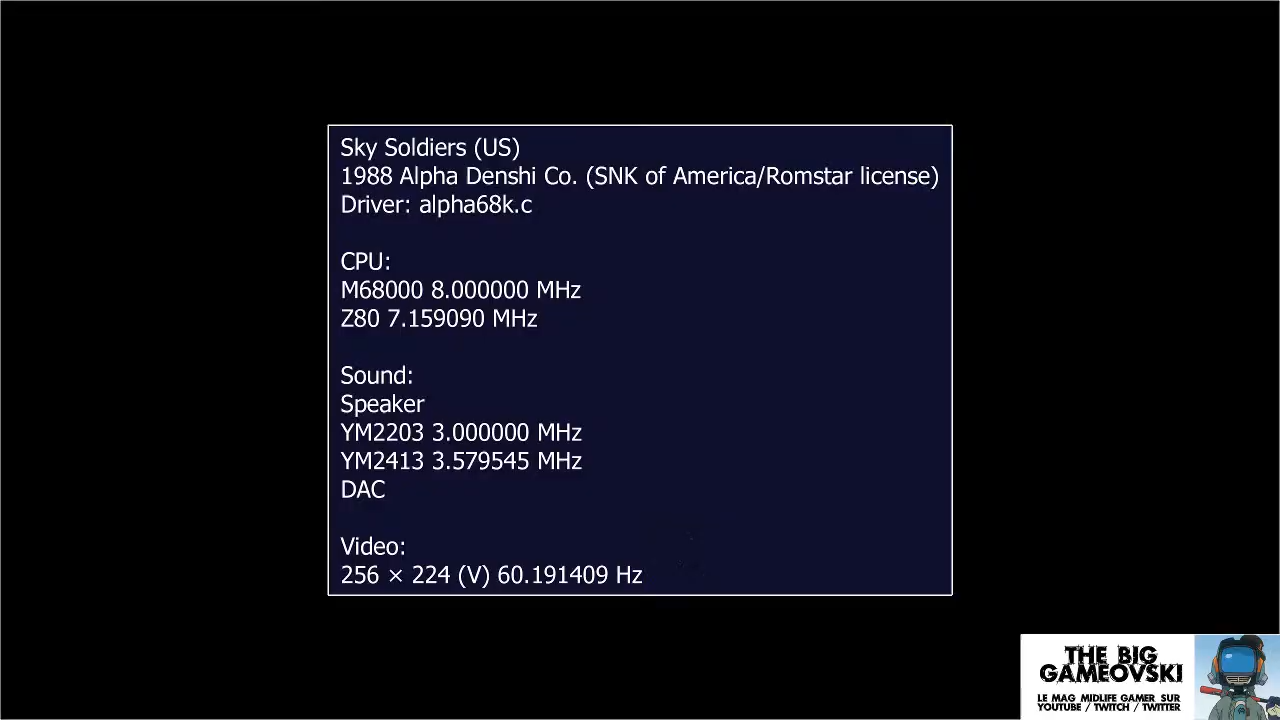 Sky Soldiers (US)
1988 Alpha Denshi Co. (SNK of America/Romstar license)
Driver: alpha68k.c
CPU:
M68000 8.000000 MHz
Z80 7.159090 MHz
Sound:
Speaker
YM2203 3.000000 MHz
YM2413 3.579545 MHz
DAC
Video:
256 × 224 (V) 60.191409 Hz
THE BIG
GAMEOVSKI
LE MAG MIDLIFE GAMER SUR
YOUTUBE / TWITCH / TWITTER